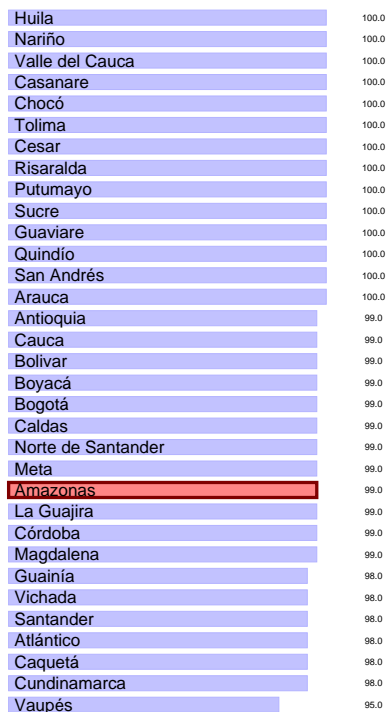 Huila 100.0
Nariño 100.0
Valle del Cauca 100.0
Casanare 100.0
Chocó 100.0
Tolima 100.0
Cesar 100.0
Risaralda 100.0
Putumayo 100.0
Sucre 100.0
Guaviare 100.0
Quindío 100.0
San Andrés 100.0
Arauca 100.0
Antioquia 99.0
Cauca 99.0
Bolivar 99.0
Boyacá 99.0
Bogotá 99.0
Caldas 99.0
Norte de Santander 99.0
Meta 99.0
Amazonas 99.0
La Guajira 99.0
Córdoba 99.0
Magdalena 99.0
Guainía 98.0
Vichada 98.0
Santander 98.0
Atlántico 98.0
Caquetá 98.0
Cundinamarca 98.0
Vaupés 95.0